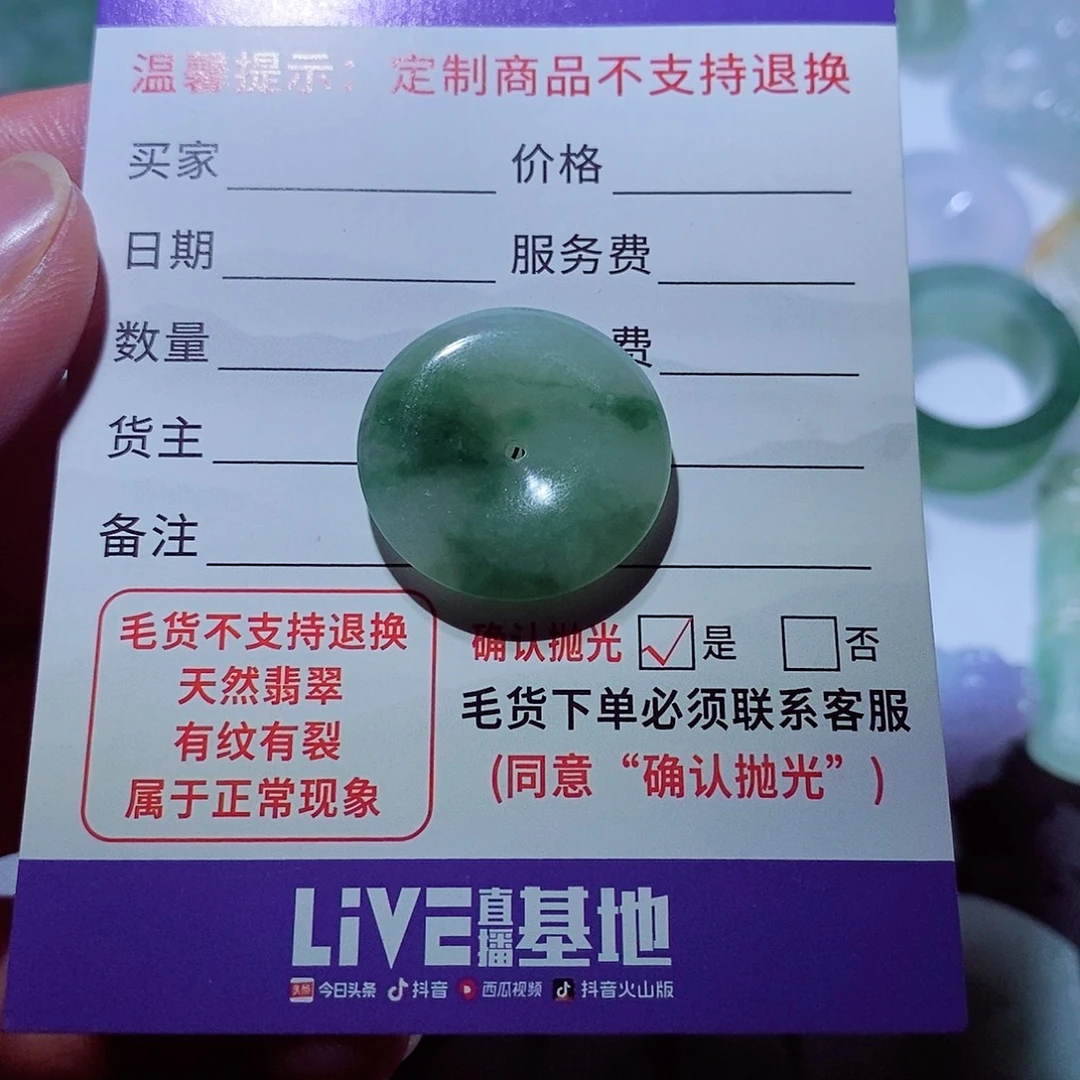 温馨提示：定制商品不支持退换
买家 价格
日期 服务费
数量 费
货主
备注
毛货不支持退换
天然翡翠
有纹有裂
属于正常现象
确认抛光 是 否
毛货下单必须联系客服
(同意“确认抛光”)
LiVE直播基地
头条 今日头条 抖音 西瓜视频 抖音火山版